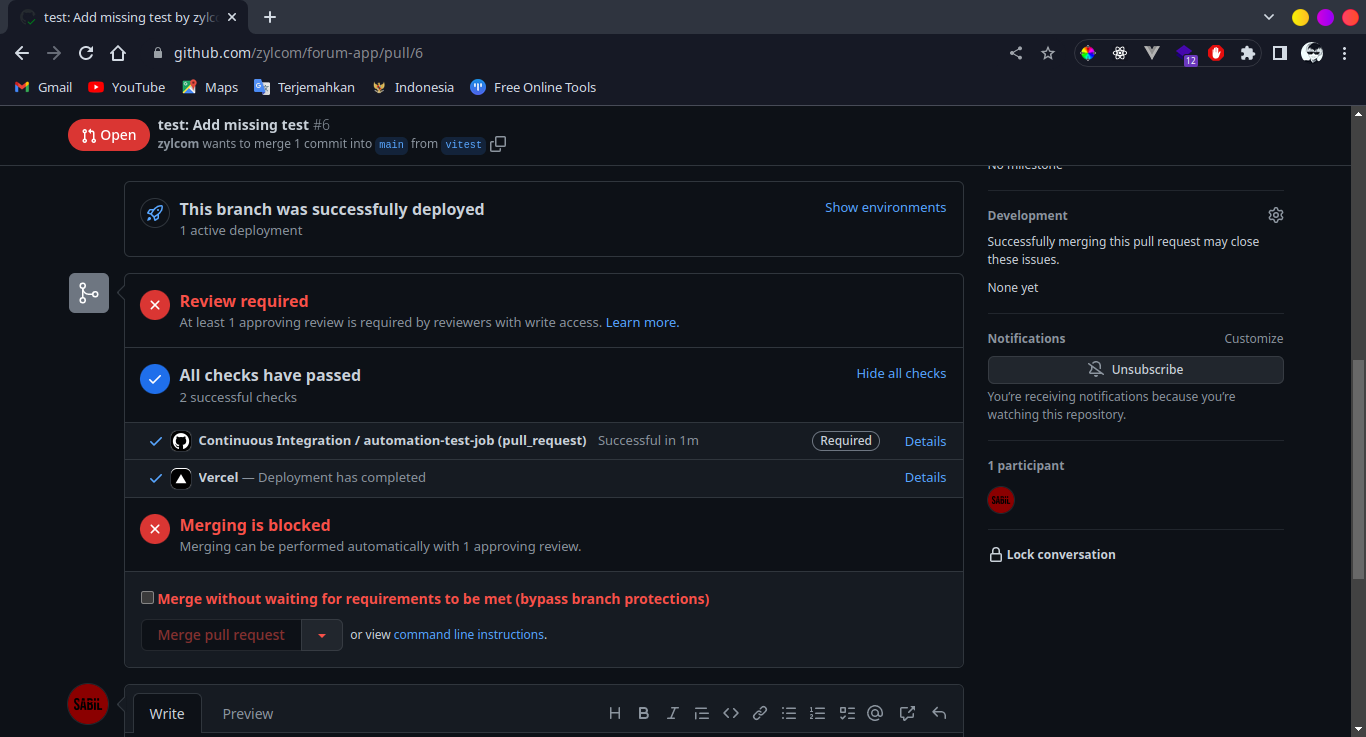 test: Add missing test by zylc
github.com/zylcom/forum-app/pull/6
12
Gmail
YouTube
Maps
Terjemahkan
Indonesia
Free Online Tools
Open
test: Add missing test #6
zylcom wants to merge 1 commit into main from vitest
This branch was successfully deployed
1 active deployment
Show environments
Review required
At least 1 approving review is required by reviewers with write access. Learn more.
All checks have passed
2 successful checks
Hide all checks
Continuous Integration / automation-test-job (pull_request) Successful in 1m
Required
Details
Vercel — Deployment has completed
Details
Merging is blocked
Merging can be performed automatically with 1 approving review.
Merge without waiting for requirements to be met (bypass branch protections)
Merge pull request
or view command line instructions.
SABIL
Write
Preview
No milestone
Development
Successfully merging this pull request may close
these issues.
None yet
Notifications
Customize
Unsubscribe
You're receiving notifications because you're
watching this repository.
1 participant
SABIL
Lock conversation